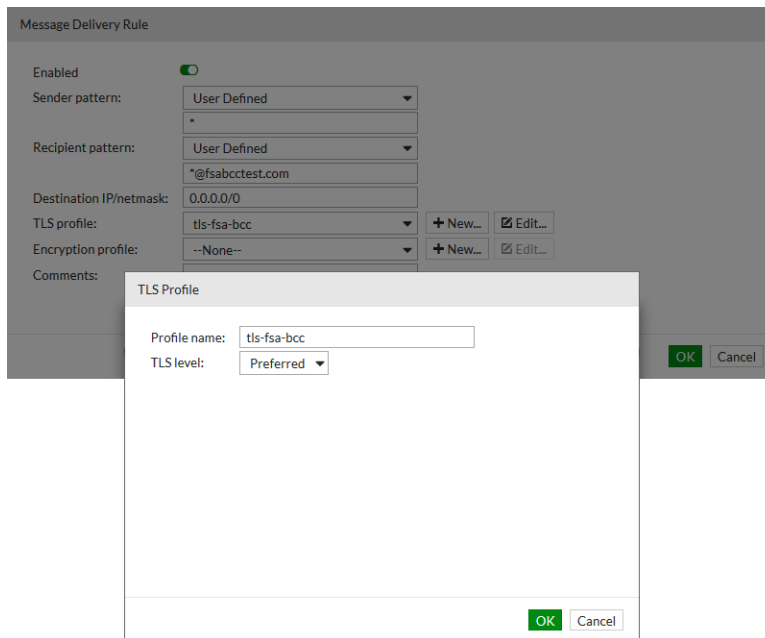 Message Delivery Rule
Enabled
Sender pattern: User Defined
*
Recipient pattern: User Defined
*@fsabcctest.com
Destination IP/netmask: 0.0.0.0/0
TLS profile: tls-fsa-bcc + New... Edit...
Encryption profile: --None-- + New... Edit...
Comments:
OK Cancel
TLS Profile
Profile name: tls-fsa-bcc
TLS level: Preferred
OK Cancel